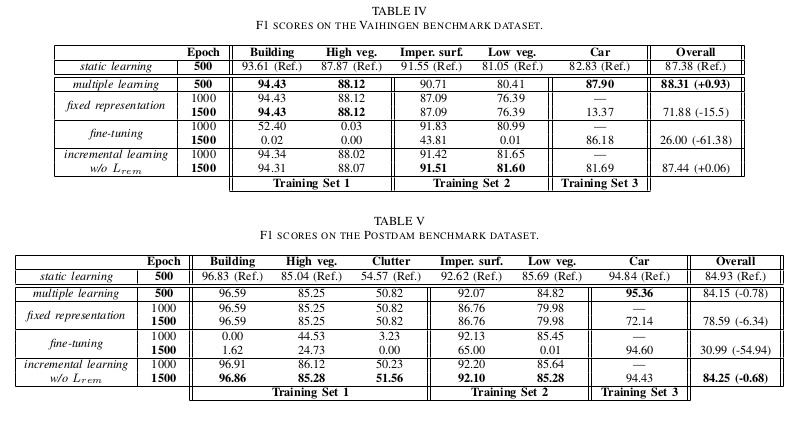 TABLE IV
F1 SCORES ON THE VAIHINGEN BENCHMARK DATASET.
Epoch Building High veg. Imper. surf. Low veg. Car Overall
static learning 500 93.61 (Ref.) 87.87 (Ref.) 91.55 (Ref.) 81.05 (Ref.) 82.83 (Ref.) 87.38 (Ref.)
multiple learning 500 94.43 88.12 90.71 80.41 87.90 88.31 (+0.93)
fixed representation 1000 94.43 88.12 87.09 76.39 —
1500 94.43 88.12 87.09 76.39 13.37 71.88 (-15.5)
fine-tuning 1000 52.40 0.03 91.83 80.99 —
1500 0.02 0.00 43.81 0.01 86.18 26.00 (-61.38)
incremental learning 1000 94.34 88.02 91.42 81.65 —
w/o Lrem 1500 94.31 88.07 91.51 81.60 81.69 87.44 (+0.06)
Training Set 1 Training Set 2 Training Set 3
TABLE V
F1 SCORES ON THE POSTDAM BENCHMARK DATASET.
Epoch Building High veg. Clutter Imper. surf. Low veg. Car Overall
static learning 500 96.83 (Ref.) 85.04 (Ref.) 54.57 (Ref.) 92.62 (Ref.) 85.69 (Ref.) 94.84 (Ref.) 84.93 (Ref.)
multiple learning 500 96.59 85.25 50.82 92.07 84.82 95.36 84.15 (-0.78)
fixed representation 1000 96.59 85.25 50.82 86.76 79.98 —
1500 96.59 85.25 50.82 86.76 79.98 72.14 78.59 (-6.34)
fine-tuning 1000 0.00 44.53 3.23 92.13 85.45 —
1500 1.62 24.73 0.00 65.00 0.01 94.60 30.99 (-54.94)
incremental learning 1000 96.91 86.12 50.23 92.20 85.64 —
w/o Lrem 1500 96.86 85.28 51.56 92.10 85.28 94.43 84.25 (-0.68)
Training Set 1 Training Set 2 Training Set 3